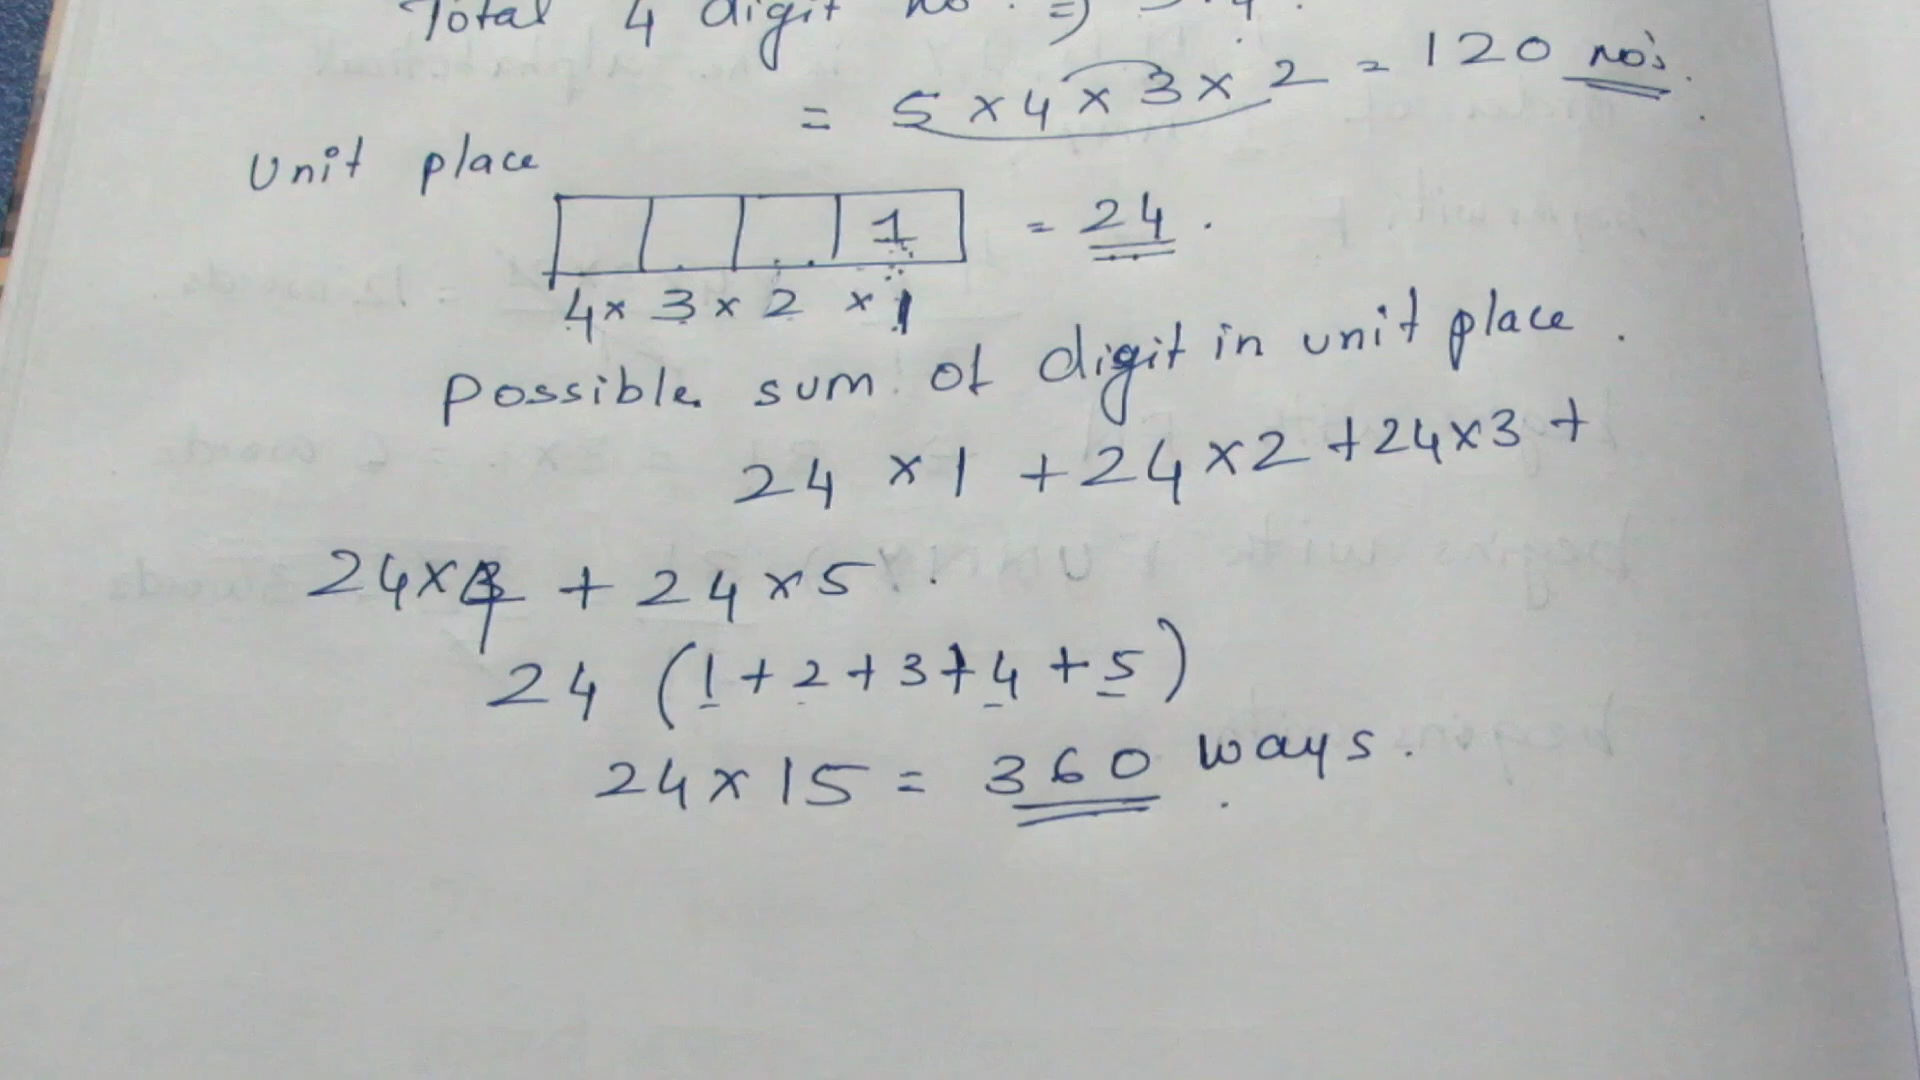 Total 4 digit no. ⇒
= 5 × 4 × 3 × 2 = 120 no's.
Unit place
1 = 24.
4 × 3 × 2 × 1
possible sum of digit in unit place.
24 × 1 + 24 × 2 + 24 × 3 +
24 × 4 + 24 × 5.
24 (1 + 2 + 3 + 4 + 5)
24 × 15 = 360 ways.